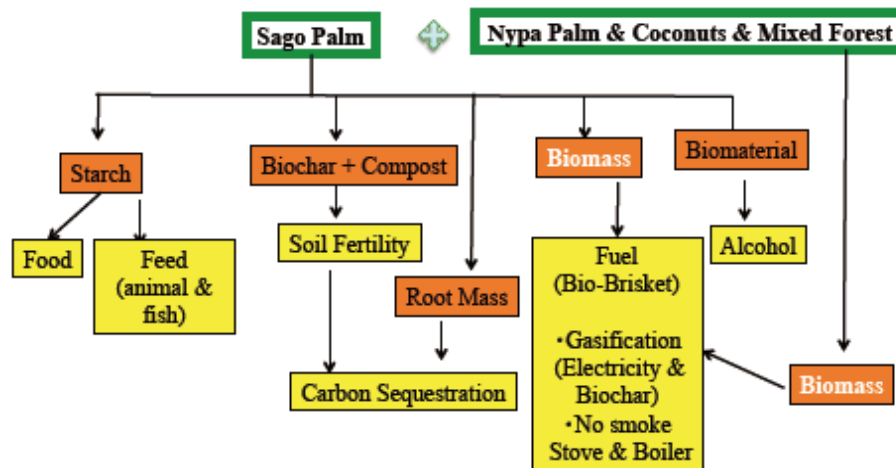 Sago Palm
Nypa Palm & Coconuts & Mixed Forest
Starch
Biochar + Compost
Biomass
Biomaterial
Food
Feed
(animal &
fish)
Soil Fertility
Root Mass
Carbon Sequestration
Fuel
(Bio-Brisket)
・Gasification
(Electricity &
Biochar)
・No smoke
Stove & Boiler
Alcohol
Biomass